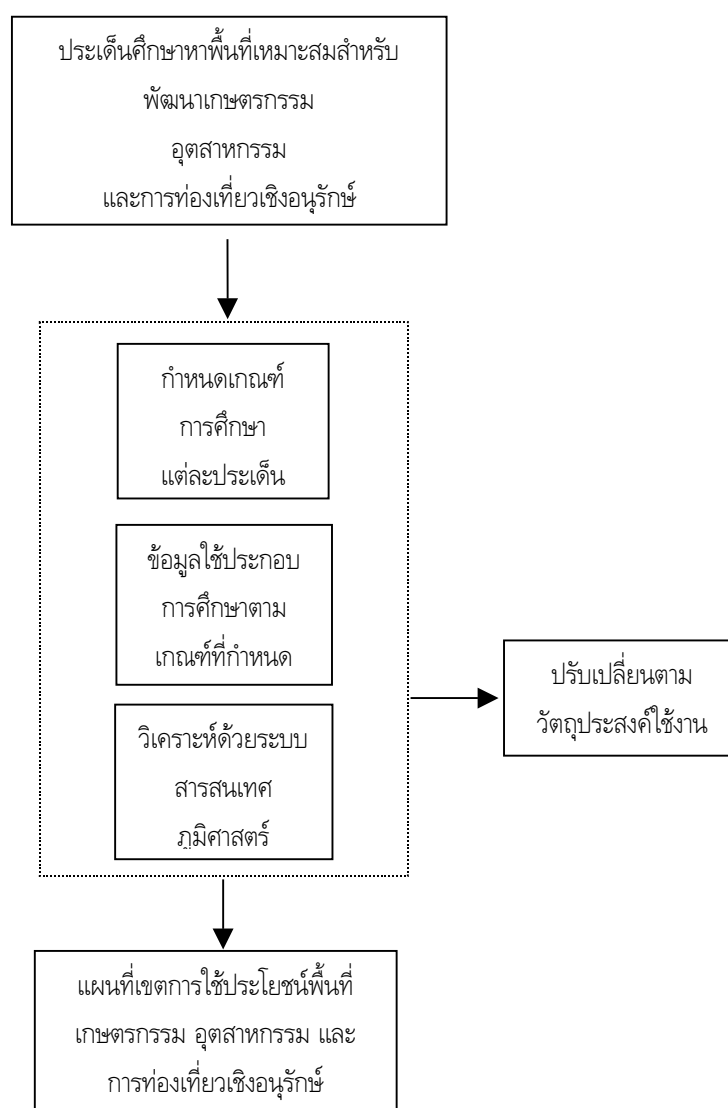 ประเด็นศึกษาหาพื้นที่เหมาะสมสำหรับ
พัฒนาเกษตรกรรม
อุตสาหกรรม
และการท่องเที่ยวเชิงอนุรักษ์
กำหนดเกณฑ์
การศึกษา
แต่ละประเด็น
ข้อมูลใช้ประกอบ
การศึกษาตาม
เกณฑ์ที่กำหนด
วิเคราะห์ด้วยระบบ
สารสนเทศ
ภูมิศาสตร์
ปรับเปลี่ยนตาม
วัตถุประสงค์ใช้งาน
แผนที่เขตการใช้ประโยชน์พื้นที่
เกษตรกรรม อุตสาหกรรม และ
การท่องเที่ยวเชิงอนุรักษ์